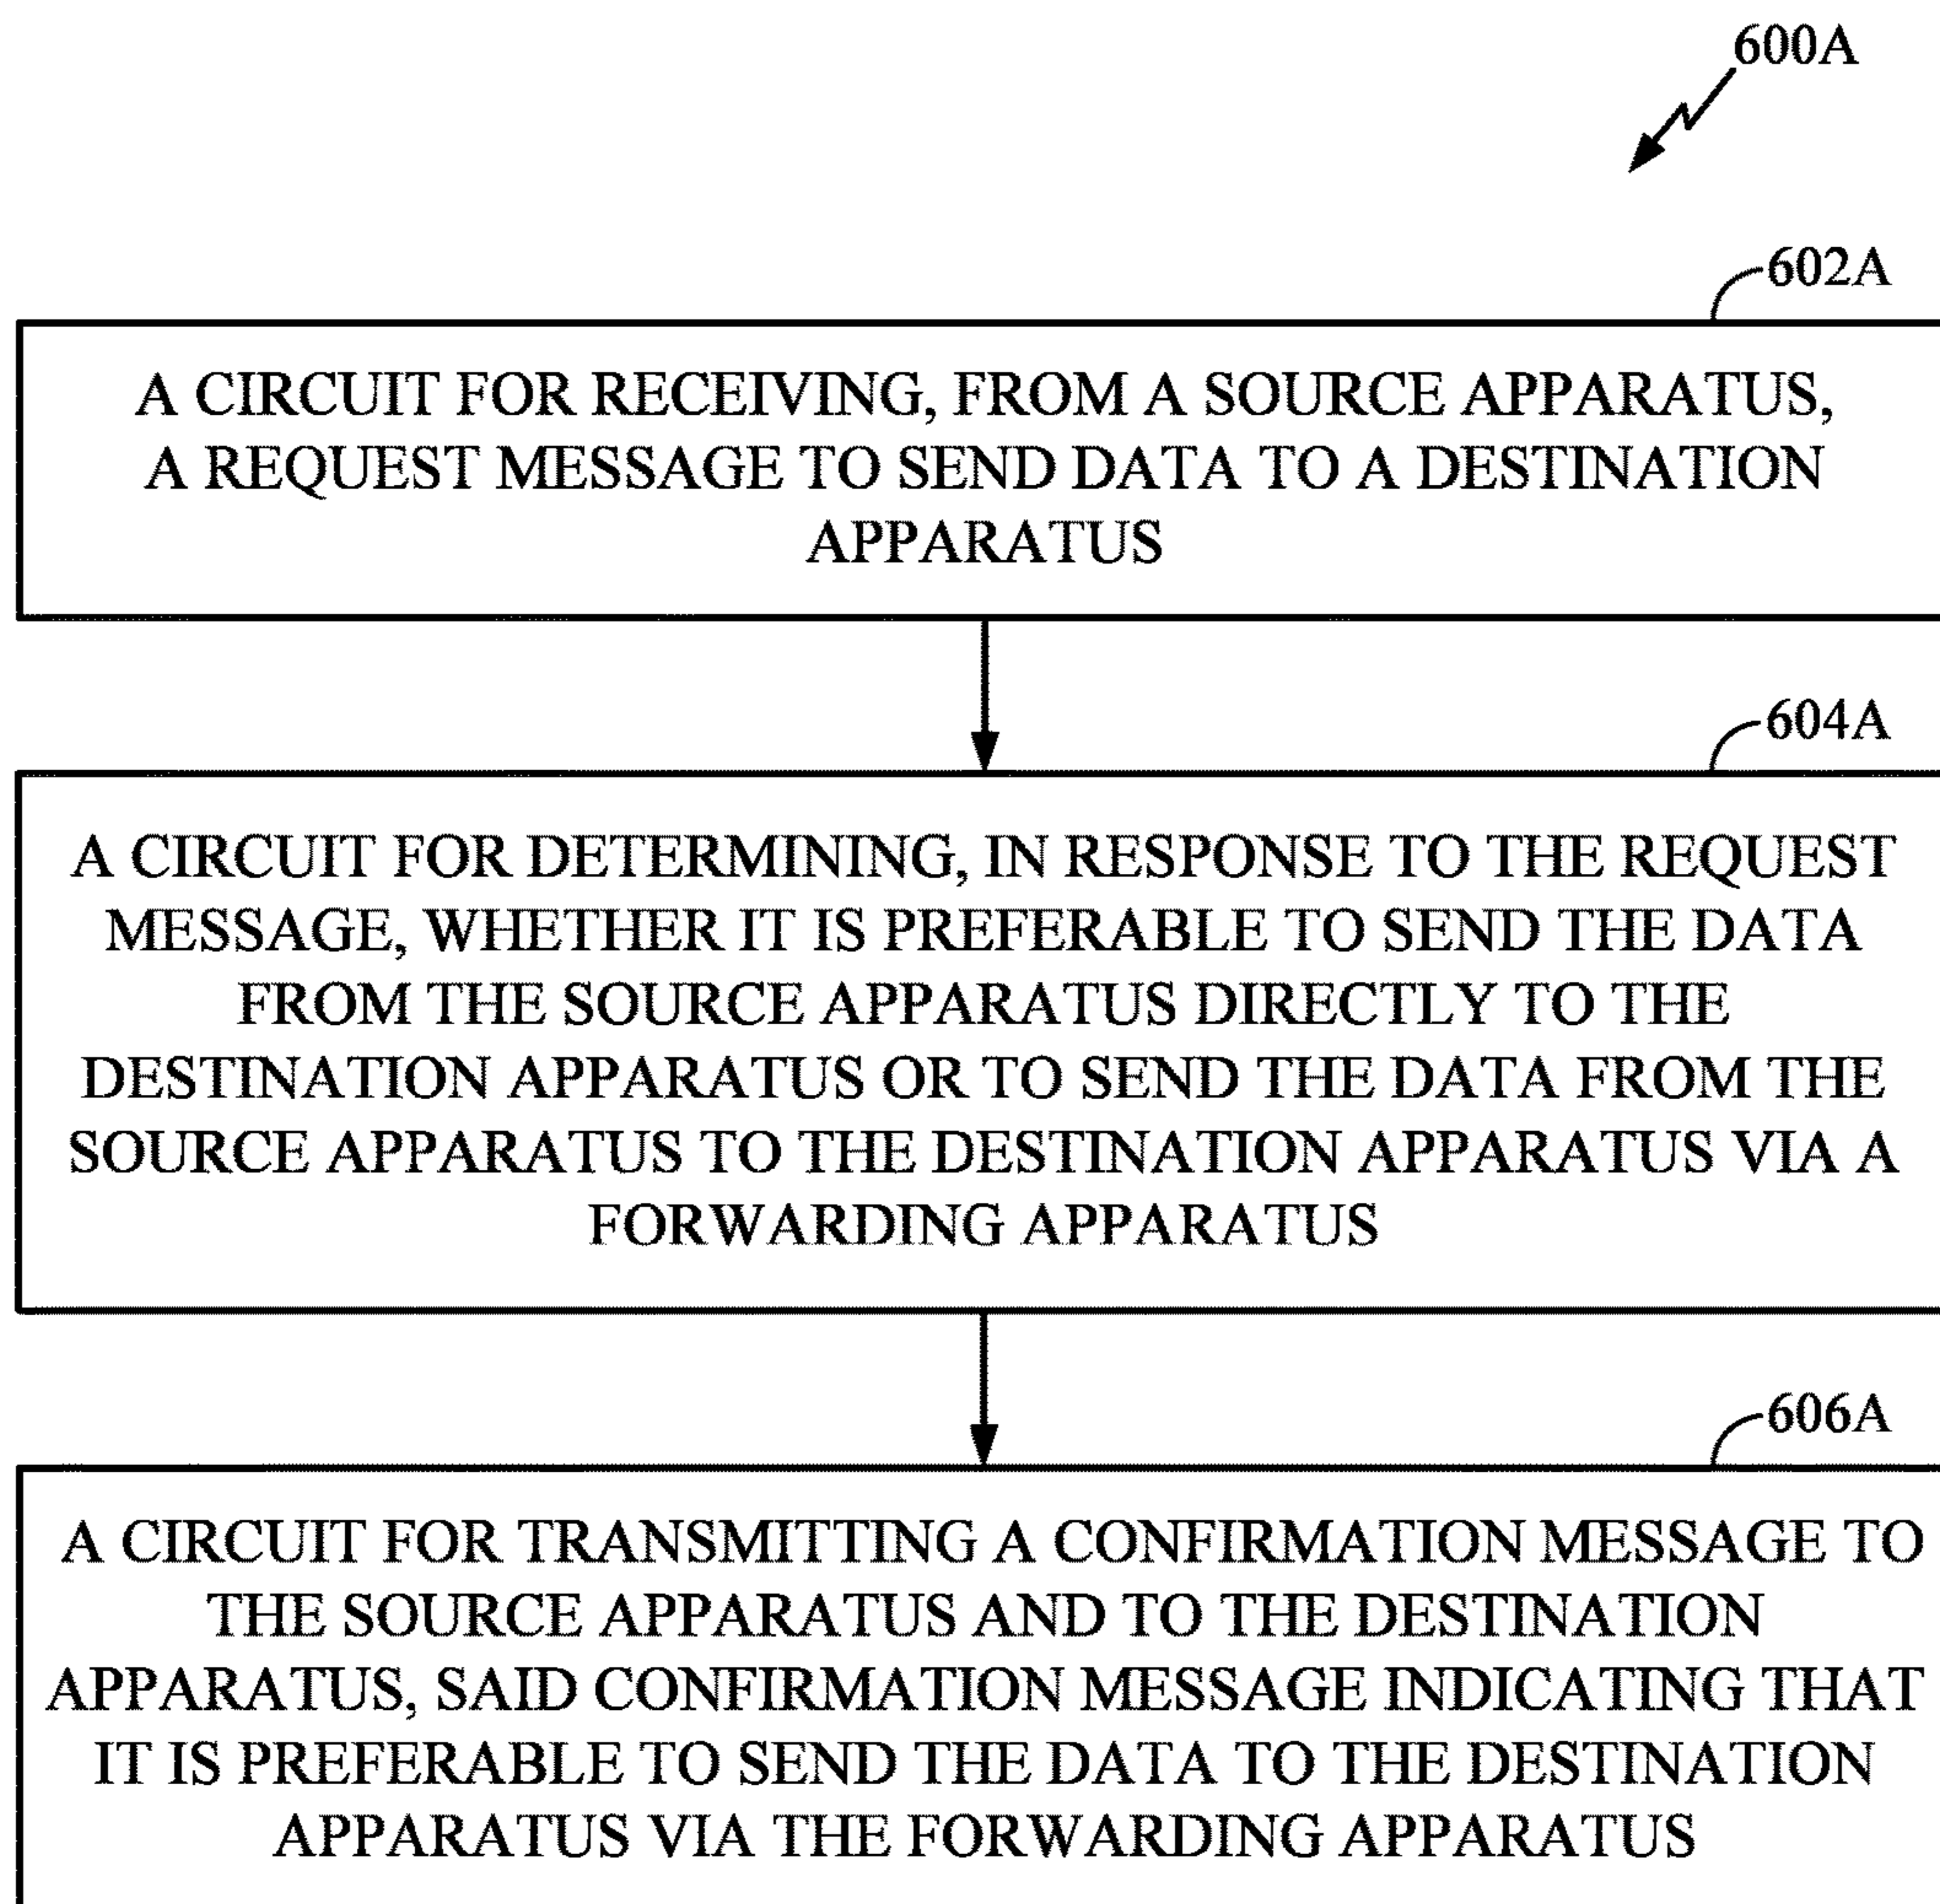 600A
602A
A CIRCUIT FOR RECEIVING, FROM A SOURCE APPARATUS,
A REQUEST MESSAGE TO SEND DATA TO A DESTINATION
APPARATUS
604A
A CIRCUIT FOR DETERMINING, IN RESPONSE TO THE REQUEST
MESSAGE, WHETHER IT IS PREFERABLE TO SEND THE DATA
FROM THE SOURCE APPARATUS DIRECTLY TO THE
DESTINATION APPARATUS OR TO SEND THE DATA FROM THE
SOURCE APPARATUS TO THE DESTINATION APPARATUS VIA A
FORWARDING APPARATUS
606A
A CIRCUIT FOR TRANSMITTING A CONFIRMATION MESSAGE TO
THE SOURCE APPARATUS AND TO THE DESTINATION
APPARATUS, SAID CONFIRMATION MESSAGE INDICATING THAT
IT IS PREFERABLE TO SEND THE DATA TO THE DESTINATION
APPARATUS VIA THE FORWARDING APPARATUS